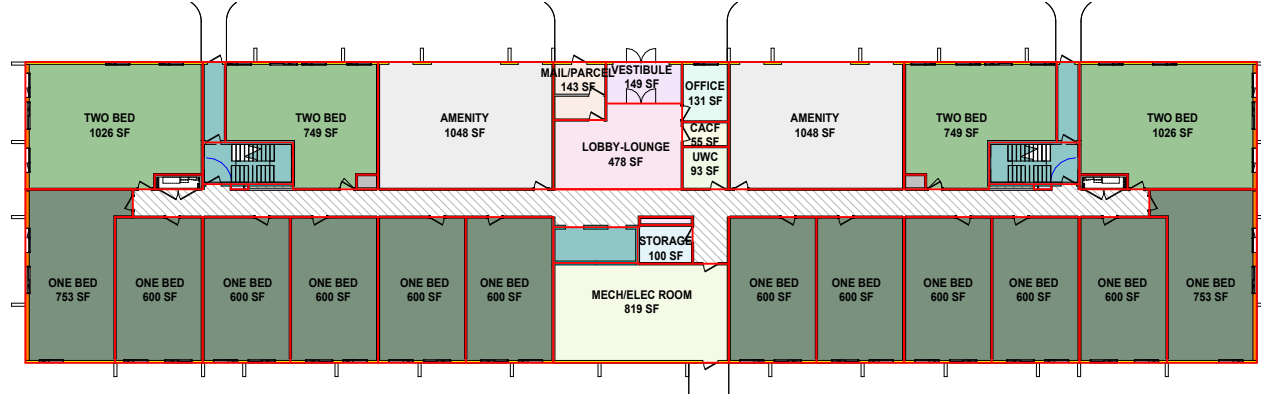 TWO BED
1026 SF
TWO BED
749 SF
AMENITY
1048 SF
MAIL/PARCEL
143 SF
VESTIBULE
149 SF
OFFICE
131 SF
CACF
55 SF
UWC
93 SF
LOBBY-LOUNGE
478 SF
AMENITY
1048 SF
TWO BED
749 SF
TWO BED
1026 SF
STORAGE
100 SF
ONE BED
753 SF
ONE BED
600 SF
ONE BED
600 SF
ONE BED
600 SF
ONE BED
600 SF
ONE BED
600 SF
MECH/ELEC ROOM
819 SF
ONE BED
600 SF
ONE BED
600 SF
ONE BED
600 SF
ONE BED
600 SF
ONE BED
600 SF
ONE BED
753 SF